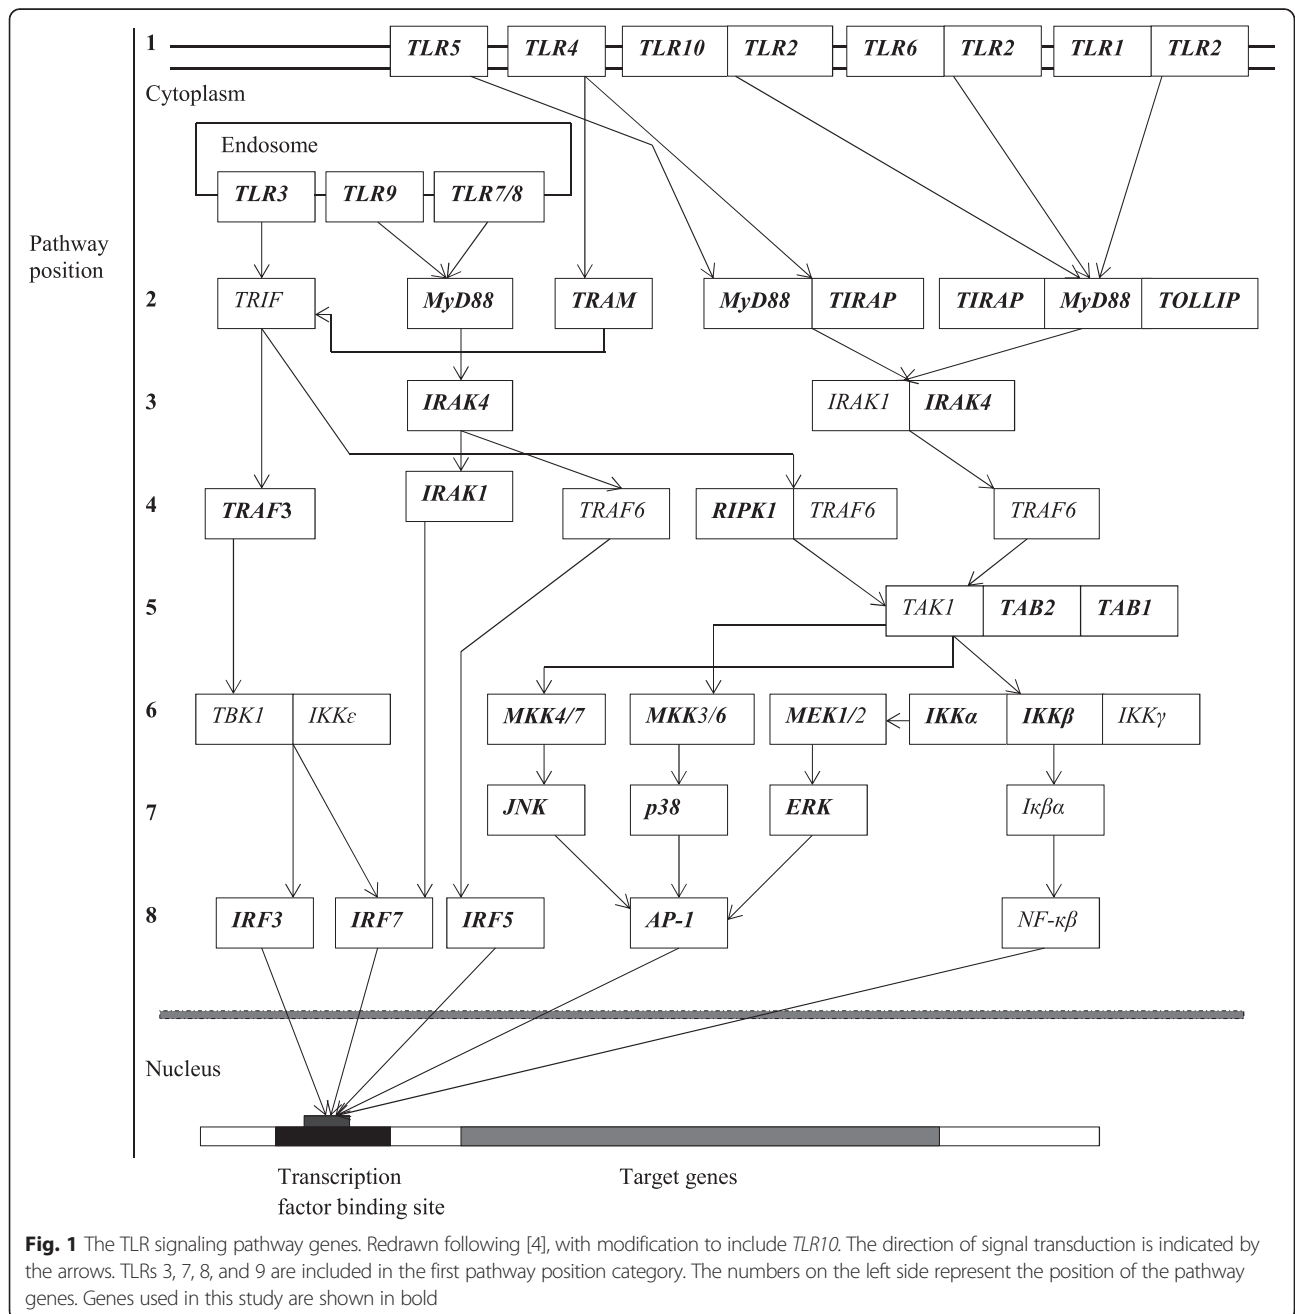 1
TLR5 TLR4 TLR10 TLR2 TLR6 TLR2 TLR1 TLR2
Cytoplasm
Endosome
TLR3 TLR9 TLR7/8
Pathway
position
2
TRIF MyD88 TRAM MyD88 TIRAP TIRAP MyD88 TOLLIP
3
IRAK4 IRAK1 IRAK4
4
TRAF3 IRAK1 TRAF6 RIPK1 TRAF6 TRAF6
5
TAK1 TAB2 TAB1
6
TBK1 IKKε MKK4/7 MKK3/6 MEK1/2 IKKα IKKβ IKKγ
7
JNK p38 ERK Iκβα
8
IRF3 IRF7 IRF5 AP-1 NF-κβ
Nucleus
Transcription
factor binding site
Target genes
Fig. 1 The TLR signaling pathway genes. Redrawn following [4], with modification to include TLR10. The direction of signal transduction is indicated by
the arrows. TLRs 3, 7, 8, and 9 are included in the first pathway position category. The numbers on the left side represent the position of the pathway
genes. Genes used in this study are shown in bold